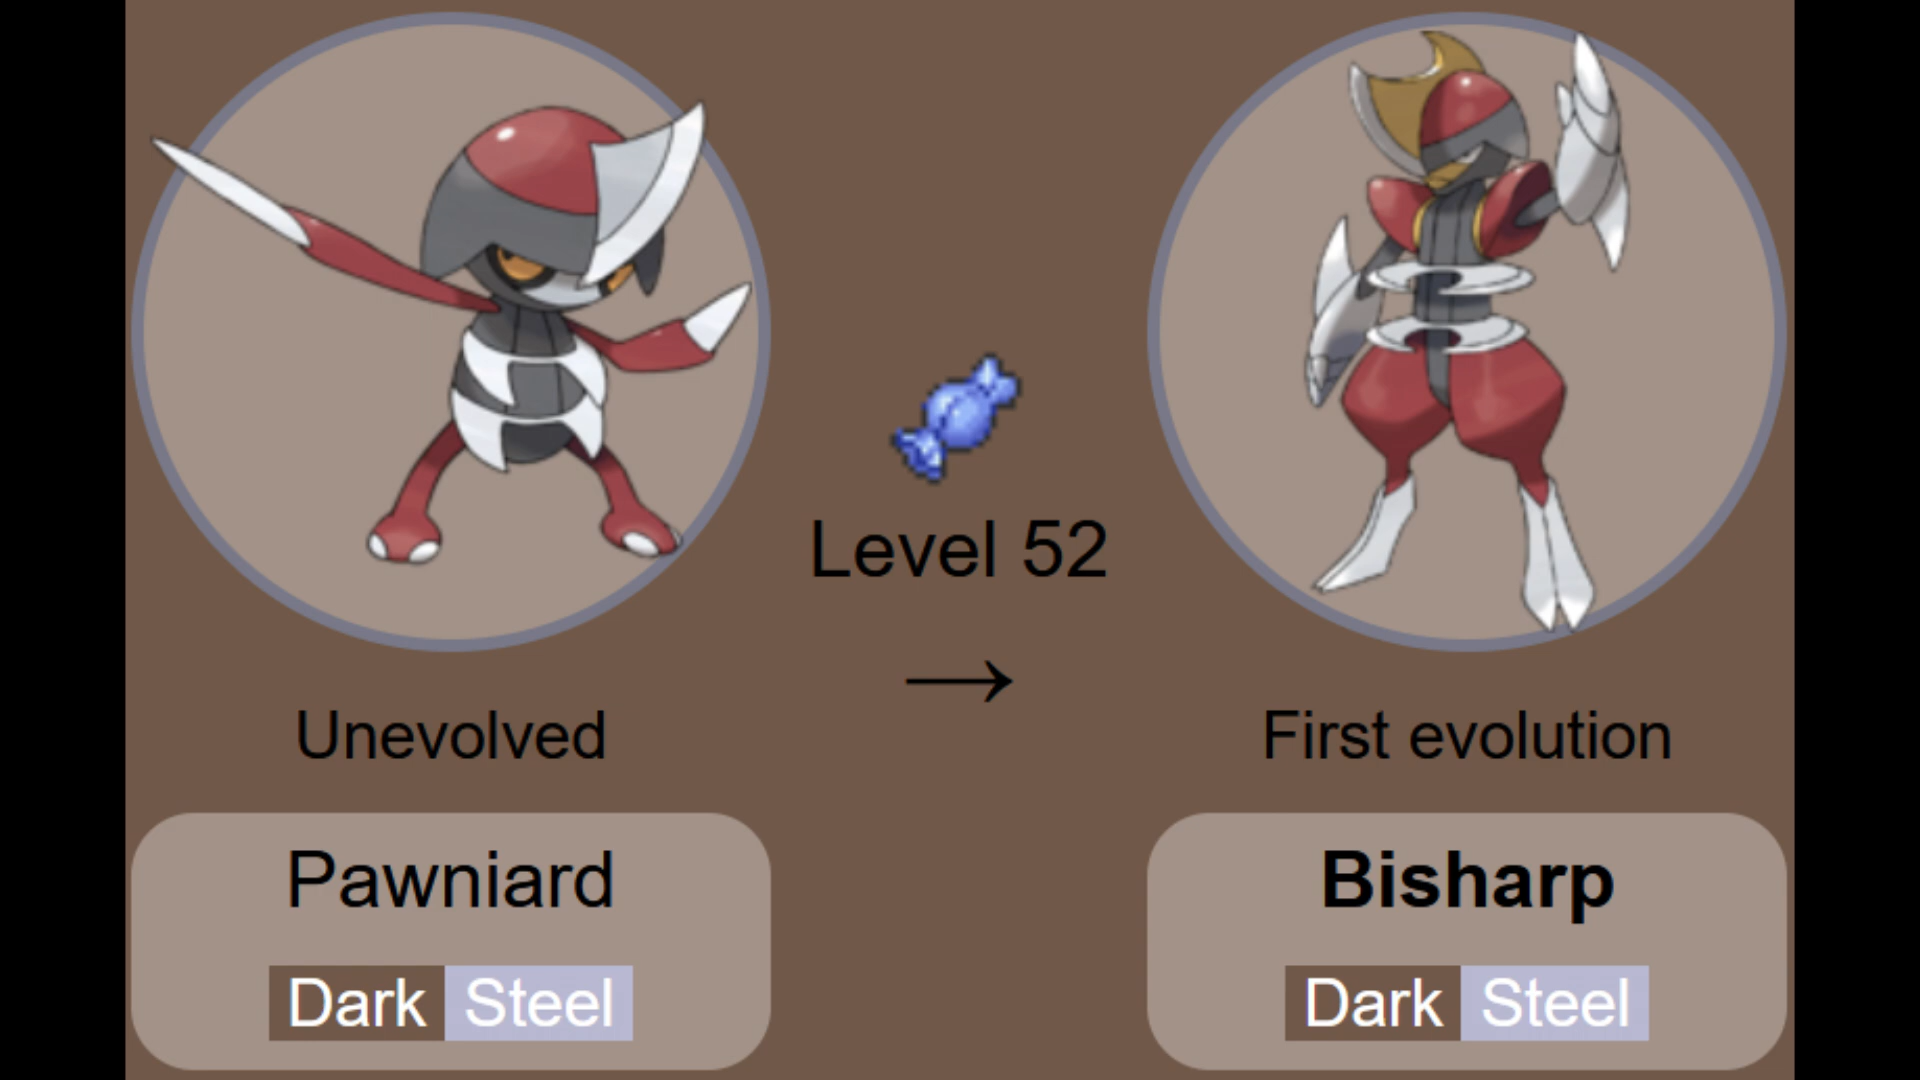 Level 52
→
Unevolved
First evolution
Pawniard
Bisharp
Dark Steel
Dark Steel